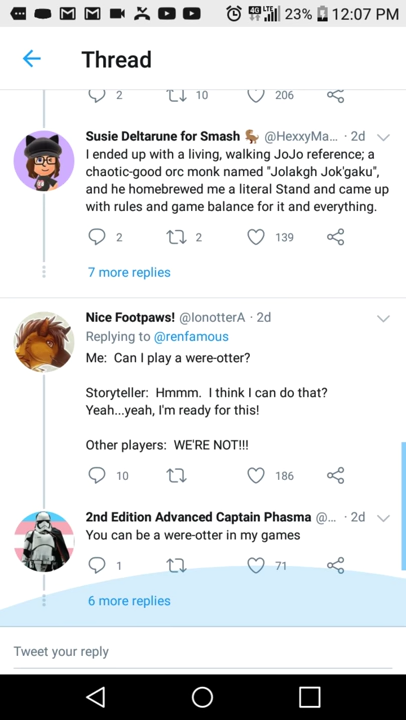 23% 12:07 PM
Thread
2 10 206
Susie Deltarune for Smash @HexxyMa... · 2d
I ended up with a living, walking JoJo reference; a
chaotic-good orc monk named "Jolakgh Jok'gaku",
and he homebrewed me a literal Stand and came up
with rules and game balance for it and everything.
2 2 139
7 more replies
Nice Footpaws! @IonotterA · 2d
Replying to @renfamous
Me: Can I play a were-otter?
Storyteller: Hmmm. I think I can do that?
Yeah...yeah, I'm ready for this!
Other players: WE'RE NOT!!!
10 186
2nd Edition Advanced Captain Phasma @... · 2d
You can be a were-otter in my games
1 71
6 more replies
Tweet your reply